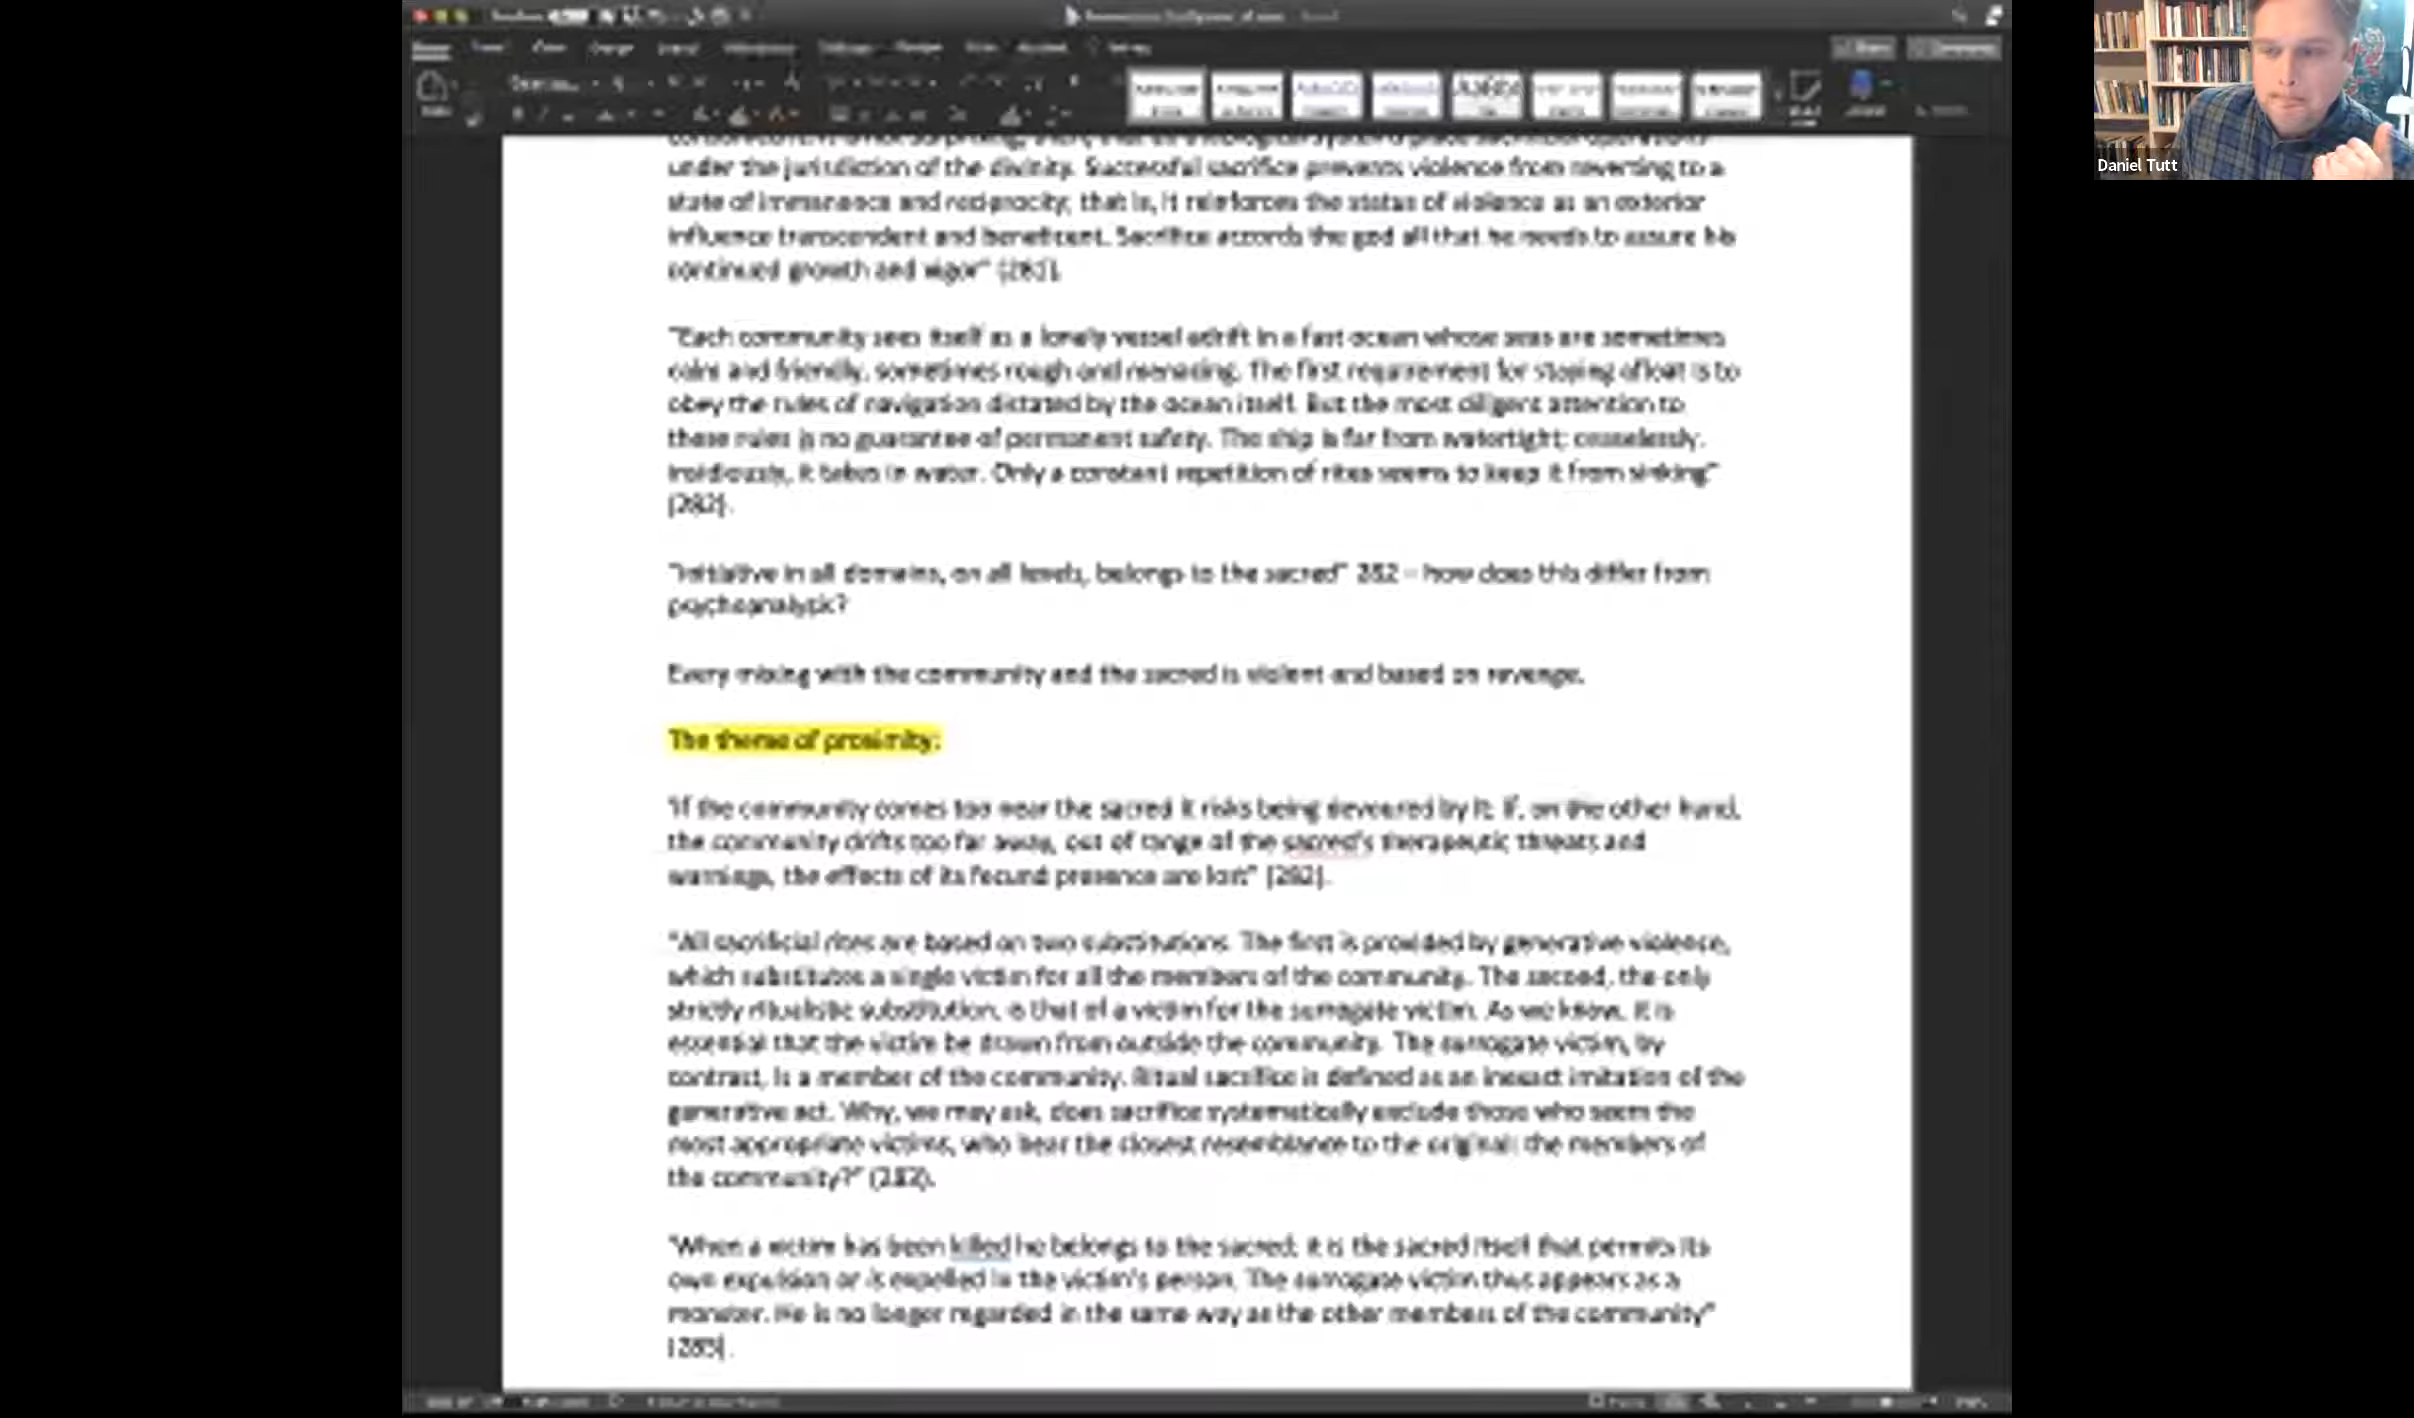 under the jurisdiction of the divinity. Successful sacrifice prevents violence from reverting to a
state of immanence and reciprocity; that is, it reinforces the status of violence as an exterior
influence transcendent and beneficent. Sacrifice accords the god all that he needs to assure his
continued growth and vigor"
"Each community sees itself as a lonely vessel adrift in a fast ocean whose seas are sometimes
calm and friendly, sometimes rough and menacing. The first requirement for staying afloat is to
obey the rules of navigation dictated by the ocean itself. But the most diligent attention to
these rules is no guarantee of permanent safety. The ship is far from watertight; ceaselessly,
insidiously, it takes in water. Only a constant repetition of rites seems to keep it from sinking"
(282).
"Initiative in all domains, on all levels, belongs to the sacred" 282 – how does this differ from
psychoanalysis?
Every mixing with the community and the sacred is violent and based on revenge.
The theme of proximity:
"If the community comes too near the sacred it risks being devoured by it; if, on the other hand,
the community drifts too far away, out of range of the sacred's therapeutic threats and
warnings, the effects of its fecund presence are lost" (282).
"All sacrificial rites are based on two substitutions. The first is provided by generative violence,
which substitutes a single victim for all the members of the community. The second, the only
strictly ritualistic substitution, is that of a victim for the surrogate victim. As we know, it is
essential that the victim be drawn from outside the community. The surrogate victim, by
contrast, is a member of the community. Ritual sacrifice is defined as an inexact imitation of the
generative act. Why, we may ask, does sacrifice systematically exclude those who seem the
most appropriate victims, who bear the closest resemblance to the original: the members of
the community?" (282).
"When a victim has been killed he belongs to the sacred; it is the sacred itself that permits its
own expulsion or is expelled in the victim's person. The surrogate victim thus appears as a
monster. He is no longer regarded in the same way as the other members of the community"
Daniel Tutt